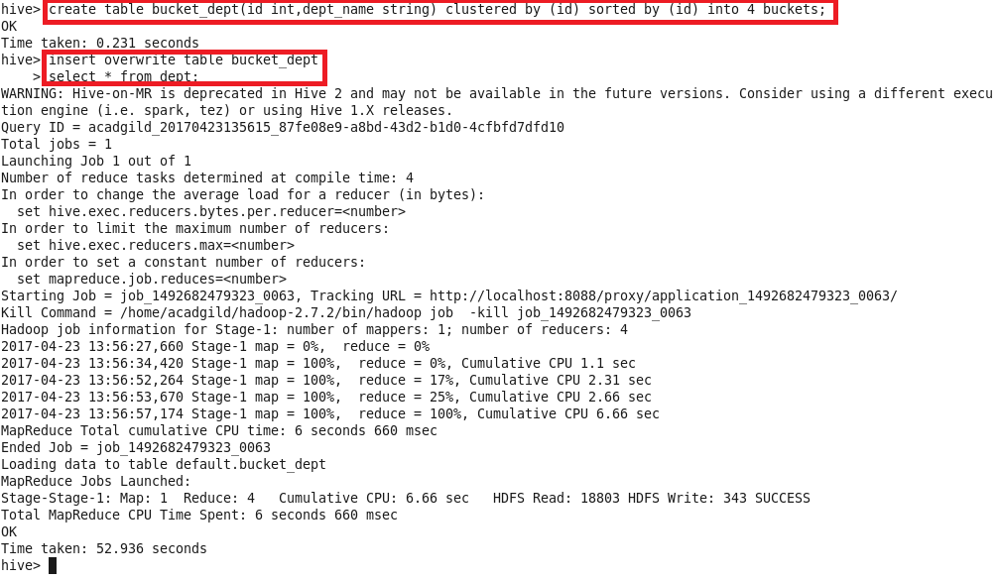 hive> create table bucket_dept(id int,dept_name string) clustered by (id) sorted by (id) into 4 buckets;
OK
Time taken: 0.231 seconds
hive> insert overwrite table bucket_dept
    > select * from dept;
WARNING: Hive-on-MR is deprecated in Hive 2 and may not be available in the future versions. Consider using a different execu
tion engine (i.e. spark, tez) or using Hive 1.X releases.
Query ID = acadgild_20170423135615_87fe08e9-a8bd-43d2-b1d0-4cfbfd7dfd10
Total jobs = 1
Launching Job 1 out of 1
Number of reduce tasks determined at compile time: 4
In order to change the average load for a reducer (in bytes):
  set hive.exec.reducers.bytes.per.reducer=<number>
In order to limit the maximum number of reducers:
  set hive.exec.reducers.max=<number>
In order to set a constant number of reducers:
  set mapreduce.job.reduces=<number>
Starting Job = job_1492682479323_0063, Tracking URL = http://localhost:8088/proxy/application_1492682479323_0063/
Kill Command = /home/acadgild/hadoop-2.7.2/bin/hadoop job  -kill job_1492682479323_0063
Hadoop job information for Stage-1: number of mappers: 1; number of reducers: 4
2017-04-23 13:56:27,660 Stage-1 map = 0%,  reduce = 0%
2017-04-23 13:56:34,420 Stage-1 map = 100%,  reduce = 0%, Cumulative CPU 1.1 sec
2017-04-23 13:56:52,264 Stage-1 map = 100%,  reduce = 17%, Cumulative CPU 2.31 sec
2017-04-23 13:56:53,670 Stage-1 map = 100%,  reduce = 25%, Cumulative CPU 2.66 sec
2017-04-23 13:56:57,174 Stage-1 map = 100%,  reduce = 100%, Cumulative CPU 6.66 sec
MapReduce Total cumulative CPU time: 6 seconds 660 msec
Ended Job = job_1492682479323_0063
Loading data to table default.bucket_dept
MapReduce Jobs Launched:
Stage-Stage-1: Map: 1  Reduce: 4   Cumulative CPU: 6.66 sec   HDFS Read: 18803 HDFS Write: 343 SUCCESS
Total MapReduce CPU Time Spent: 6 seconds 660 msec
OK
Time taken: 52.936 seconds
hive>